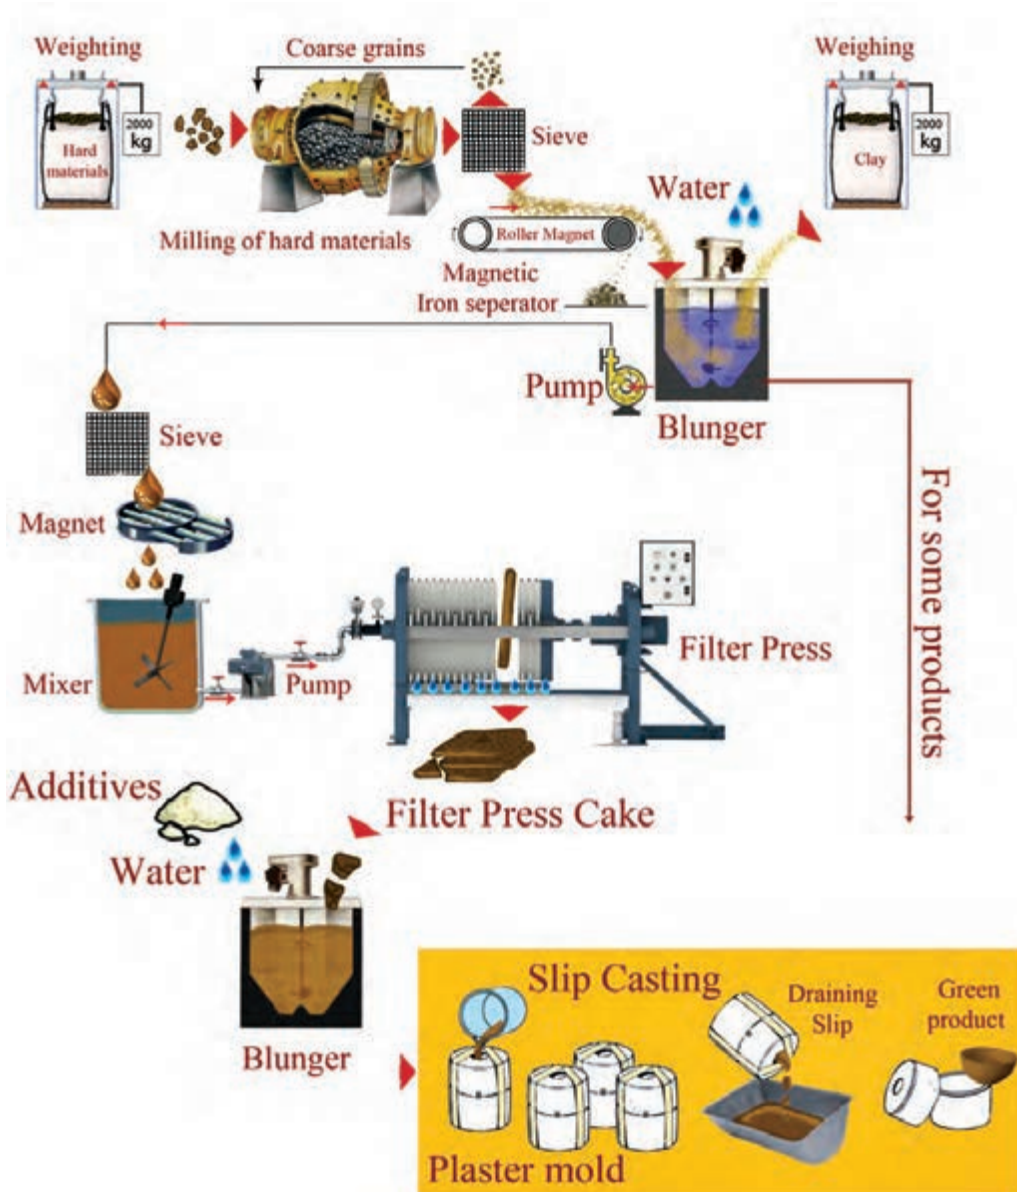 Weighting
Coarse grains
Weighing
2000
kg
Hard
materials
Sieve
2000
kg
Clay
Water
Milling of hard materials
Roller Magnet
Magnetic
Iron seperator
Pump
Blunger
Sieve
For some products
Magnet
Filter Press
Mixer
Pump
Additives
Filter Press Cake
Water
Slip Casting
Draining
Slip
Green
product
Blunger
Plaster mold